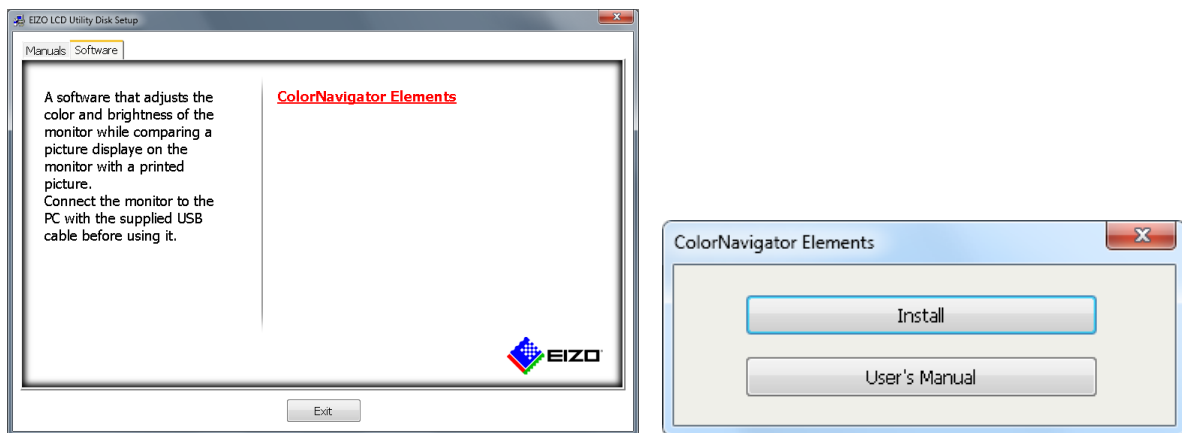 EIZO LCD Utility Disk Setup
Manuals Software
A software that adjusts the
color and brightness of the
monitor while comparing a
picture displaye on the
monitor with a printed
picture.
Connect the monitor to the
PC with the supplied USB
cable before using it.
ColorNavigator Elements
EIZO
Exit
ColorNavigator Elements
Install
User's Manual